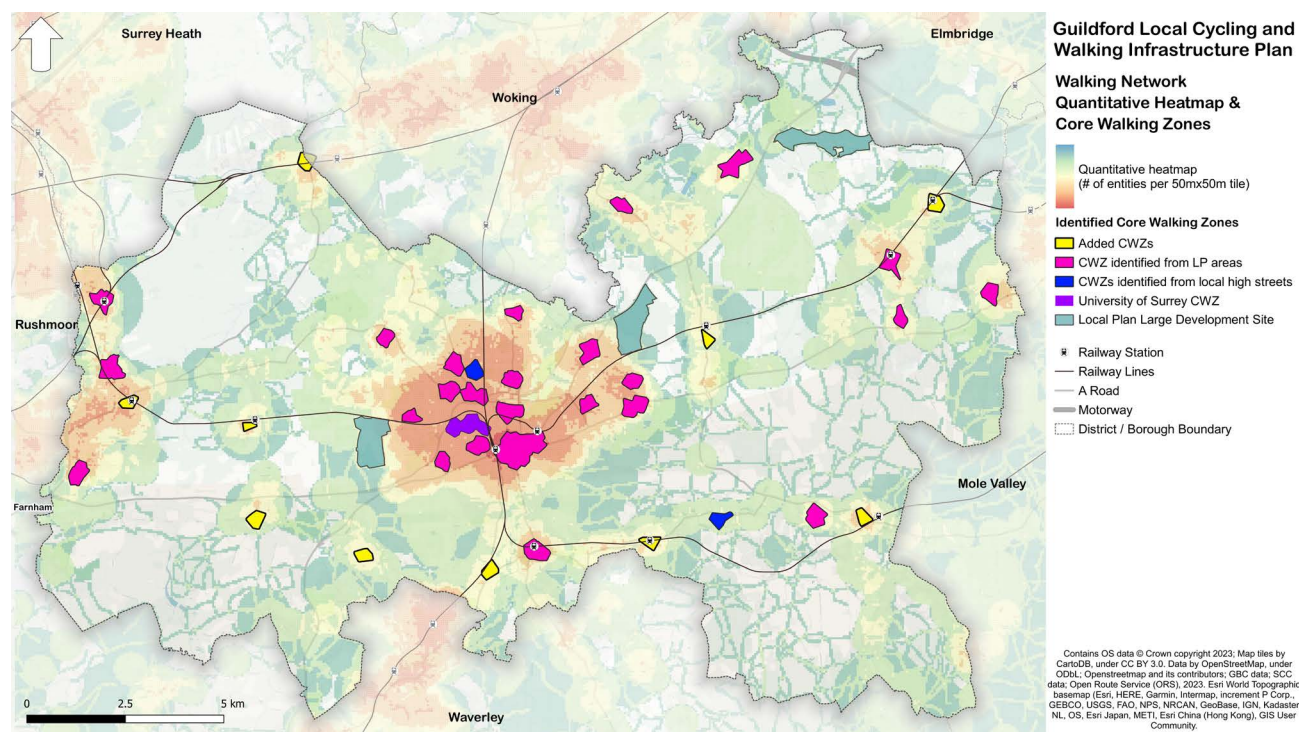 Surrey Heath
Elmbridge
Woking
Rushmoor
Farnham
Mole Valley
Waverley
0 2.5 5 km
Guildford Local Cycling and
Walking Infrastructure Plan
Walking Network
Quantitative Heatmap &
Core Walking Zones
Quantitative heatmap
(# of entities per 50mx50m tile)
Identified Core Walking Zones
Added CWZs
CWZ identified from LP areas
CWZs identified from local high streets
University of Surrey CWZ
Local Plan Large Development Site
Railway Station
Railway Lines
A Road
Motorway
District / Borough Boundary
Contains OS data © Crown copyright 2023; Map tiles by
CartoDB, under CC BY 3.0. Data by OpenStreetMap, under
ODbL; Openstreetmap and its contributors; GBC data; SCC
data; Open Route Service (ORS), 2023. Esri World Topographic
basemap (Esri, HERE, Garmin, Intermap, increment P Corp.,
GEBCO, USGS, FAO, NPS, NRCAN, GeoBase, IGN, Kadaster
NL, OS, Esri Japan, METI, Esri China (Hong Kong), GIS User
Community.